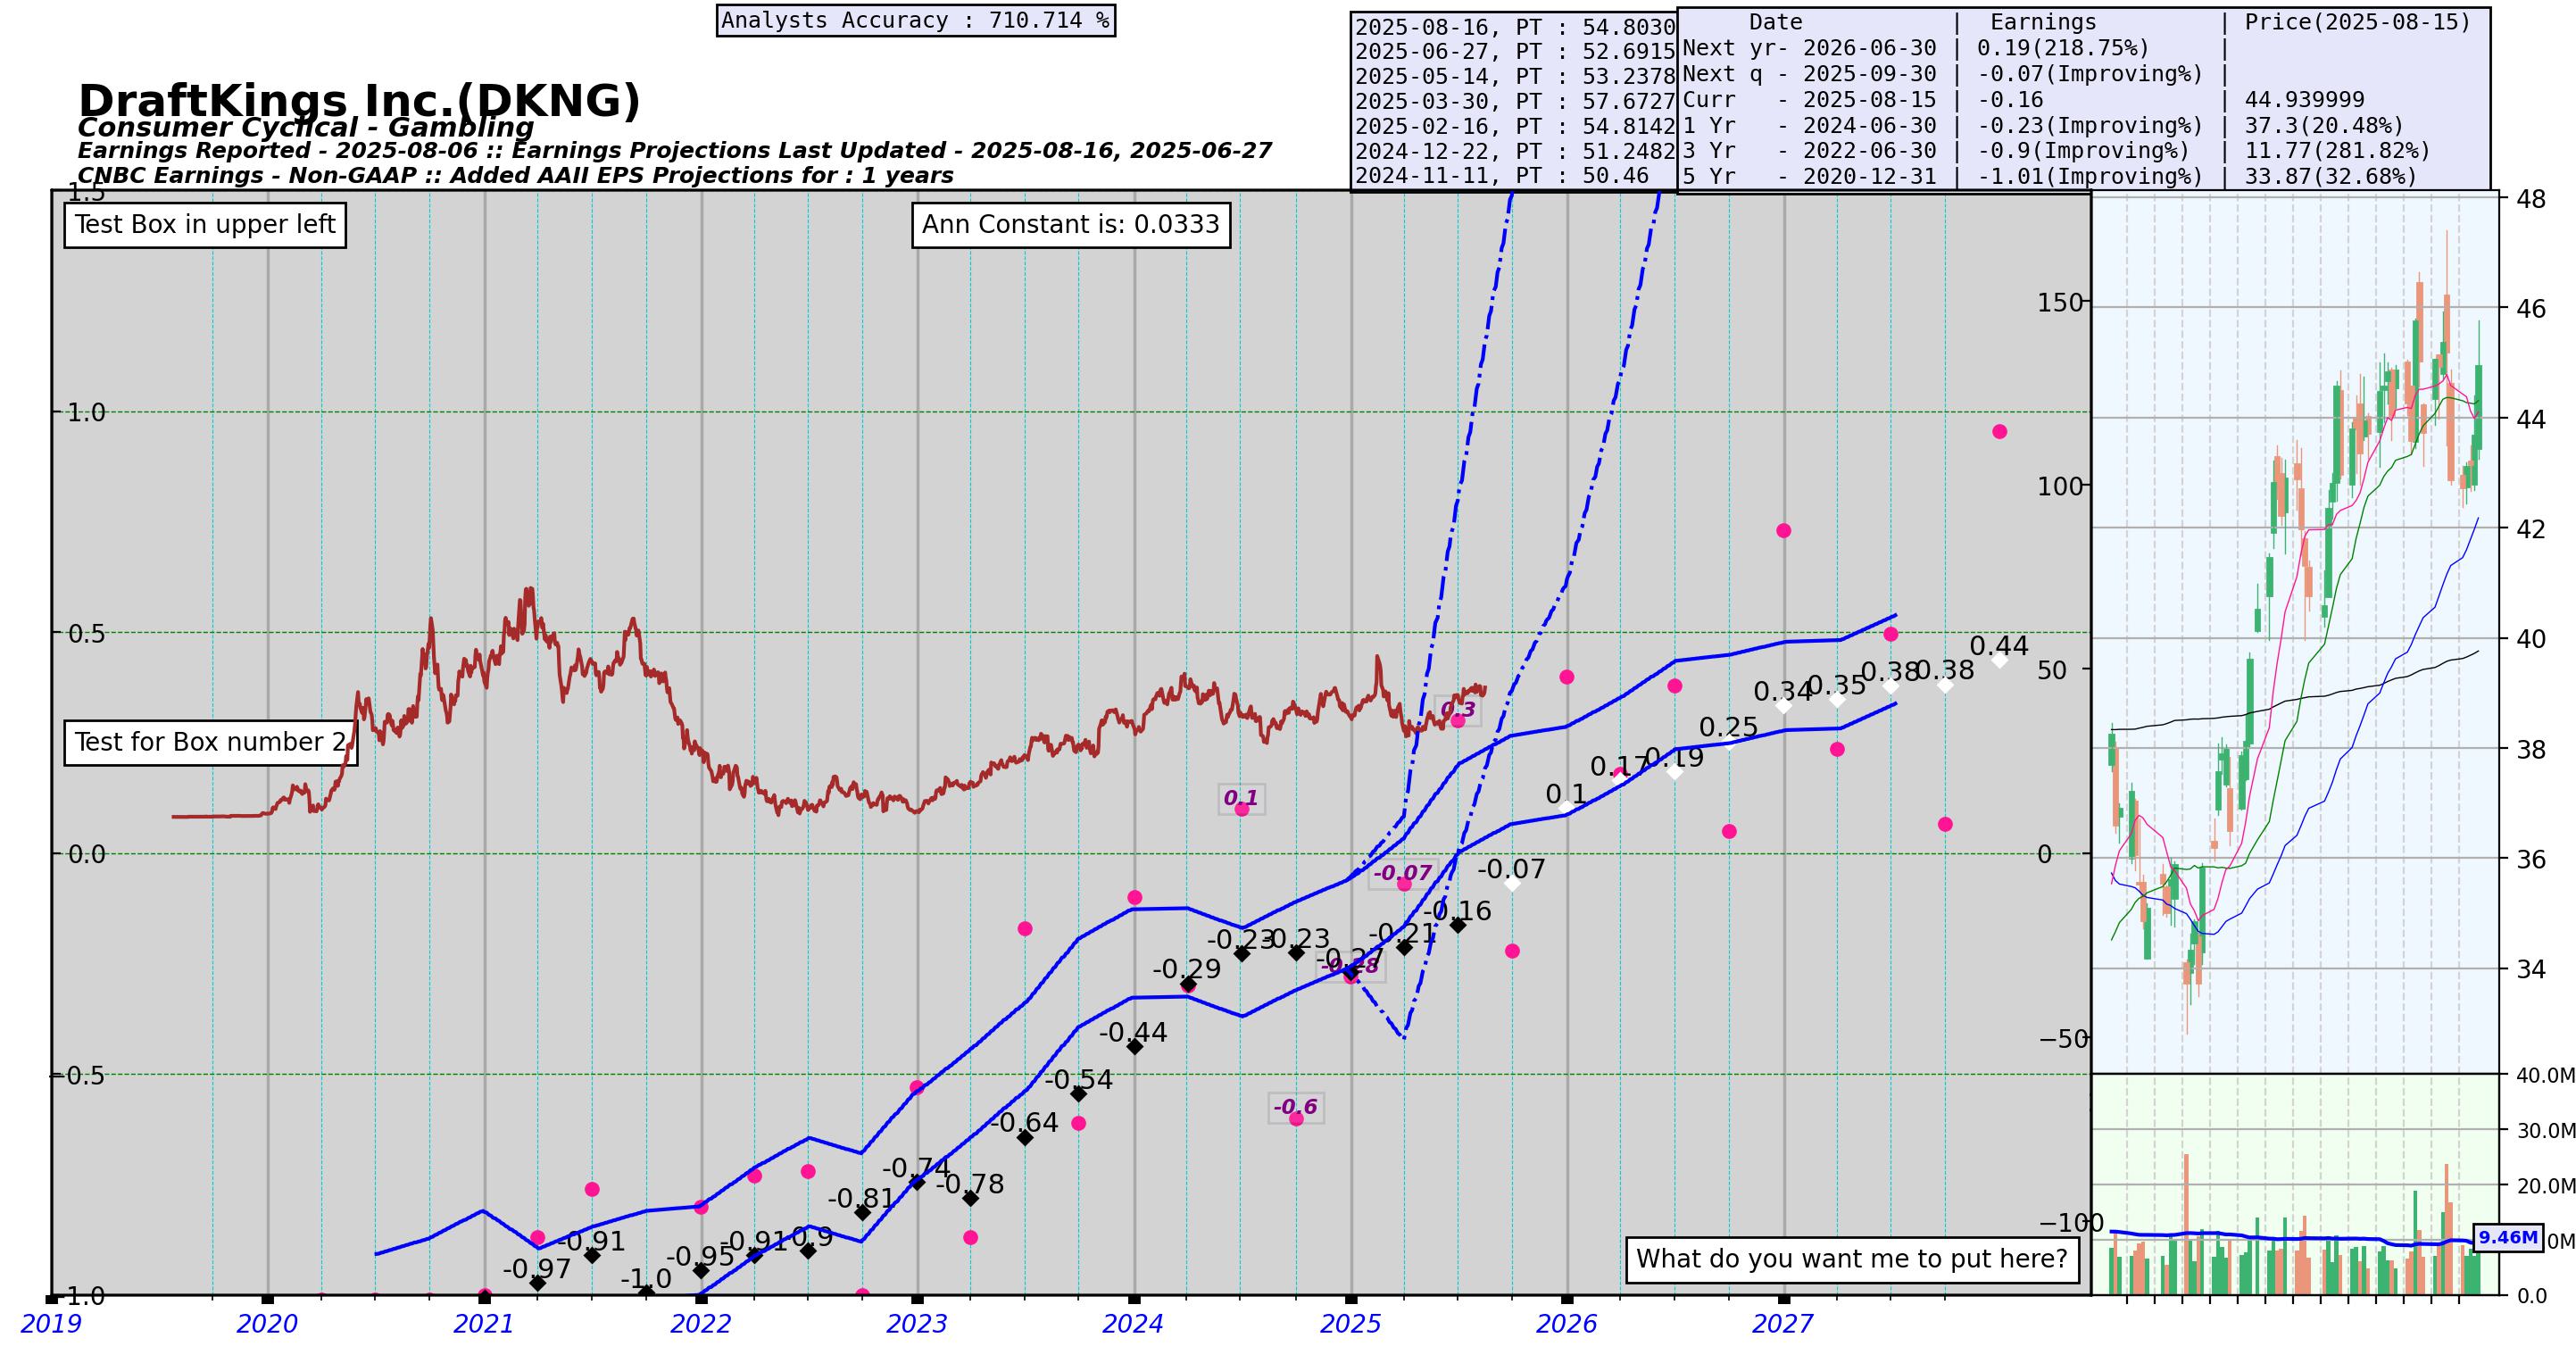 Analysts Accuracy : 710.714 %
2025-08-16, PT : 54.8030
2025-06-27, PT : 52.6915
2025-05-14, PT : 53.2378
2025-03-30, PT : 57.6727
2025-02-16, PT : 54.8142
2024-12-22, PT : 51.2482
2024-11-11, PT : 50.46
Date | Earnings | Price(2025-08-15)
Next yr- 2026-06-30 | 0.19(218.75%) |
Next q - 2025-09-30 | -0.07(Improving%) |
Curr - 2025-08-15 | -0.16 | 44.939999
1 Yr - 2024-06-30 | -0.23(Improving%) | 37.3(20.48%)
3 Yr - 2022-06-30 | -0.9(Improving%) | 11.77(281.82%)
5 Yr - 2020-12-31 | -1.01(Improving%) | 33.87(32.68%)
DraftKings Inc.(DKNG)
Consumer Cyclical - Gambling
Earnings Reported - 2025-08-06 :: Earnings Projections Last Updated - 2025-08-16, 2025-06-27
CNBC Earnings - Non-GAAP :: Added AAII EPS Projections for : 1 years
Test Box in upper left
Ann Constant is: 0.0333
Test for Box number 2
What do you want me to put here?
1.5
1.0
0.5
0.0
−0.5
−1.0
150
100
50
0
−50
−100
48
46
44
42
40
38
36
34
40.0M
30.0M
20.0M
0M
0.0
9.46M
-0.97
-0.91
-1.0
-0.95
-0.91
-0.9
-0.81
-0.74
-0.78
-0.64
-0.54
-0.44
-0.29
-0.23
-0.23
-0.27
-0.21
-0.16
-0.07
0.1
0.17
0.19
0.25
0.34
0.35
0.38
0.38
0.44
0.1
-0.6
-0.28
-0.07
0.3
2019
2020
2021
2022
2023
2024
2025
2026
2027